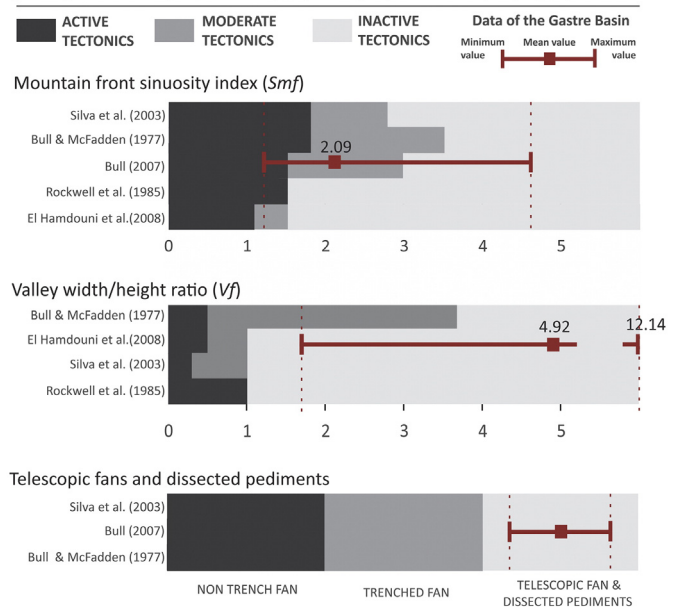 ACTIVE
TECTONICS
MODERATE
TECTONICS
INACTIVE
TECTONICS
Data of the Gastre Basin
Minimum
value
Mean value
Maximum
value
Mountain front sinuosity index (Smf)
Silva et al. (2003)
Bull & McFadden (1977)
Bull (2007)
Rockwell et al. (1985)
El Hamdouni et al.(2008)
2.09
0 1 2 3 4 5
Valley width/height ratio (Vf)
Bull & McFadden (1977)
El Hamdouni et al.(2008)
Silva et al. (2003)
Rockwell et al. (1985)
4.92
12.14
0 1 2 3 4 5
Telescopic fans and dissected pediments
Silva et al. (2003)
Bull (2007)
Bull & McFadden (1977)
NON TRENCH FAN
TRENCHED FAN
TELESCOPIC FAN &
DISSECTED PEDIMENTS